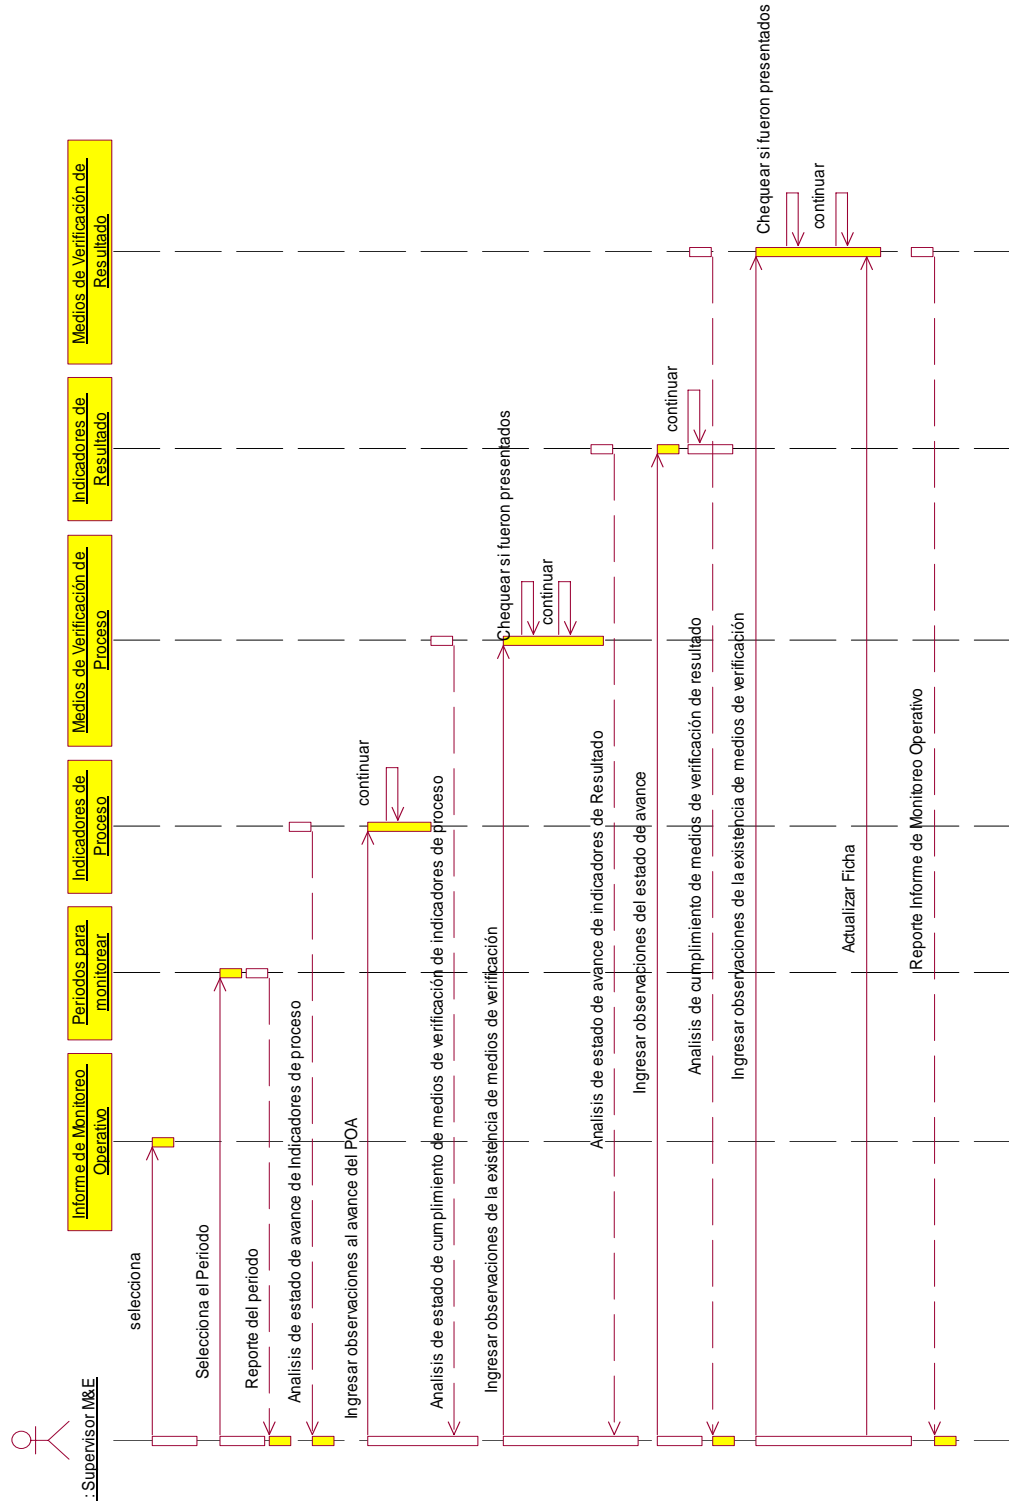 : Supervisor M&E
Informe de Monitoreo
Operativo
Periodos para
monitorear
Indicadores de
Proceso
Medios de Verificación de
Proceso
Indicadores de
Resultado
Medios de Verificación de
Resultado
selecciona
Selecciona el Periodo
Reporte del periodo
Analisis de estado de avance de Indicadores de proceso
Ingresar observaciones al avance del POA
continuar
Analisis de estado de cumplimiento de medios de verificación de indicadores de proceso
Ingresar observaciones de la existencia de medios de verificación
Chequear si fueron presentados
continuar
Analisis de estado de avance de indicadores de Resultado
Ingresar observaciones del estado de avance
continuar
Analisis de cumplimiento de medios de verificación de resultado
Ingresar observaciones de la existencia de medios de verificación
Chequear si fueron presentados
continuar
Actualizar Ficha
Reporte Informe de Monitoreo Operativo